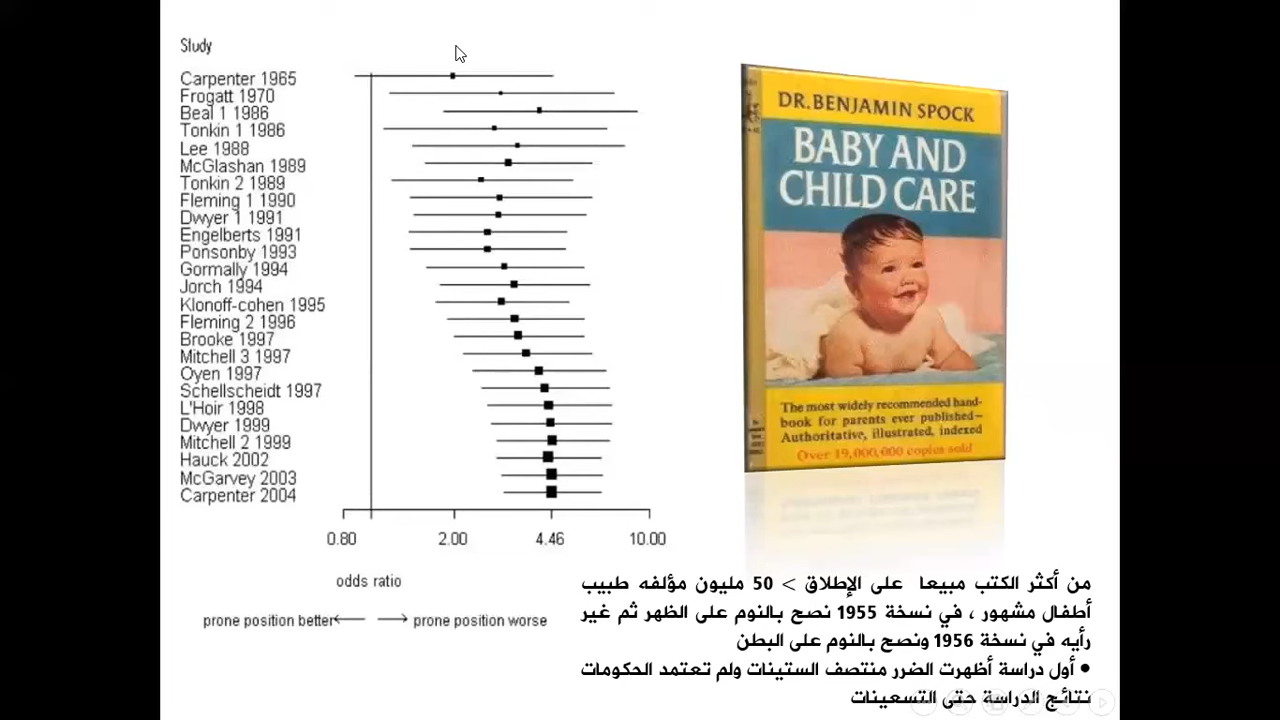 Study
Carpenter 1965
Frogatt 1970
Beal 1 1986
Tonkin 1 1986
Lee 1988
McGlashan 1989
Tonkin 2 1989
Fleming 1 1990
Dwyer 1 1991
Engelberts 1991
Ponsonby 1993
Gormally 1994
Jorch 1994
Klonoff-cohen 1995
Fleming 2 1996
Brooke 1997
Mitchell 3 1997
Oyen 1997
Schellscheidt 1997
L'Hoir 1998
Dwyer 1999
Mitchell 2 1999
Hauck 2002
McGarvey 2003
Carpenter 2004
0.80 2.00 4.46 10.00
odds ratio
prone position better prone position worse
DR. BENJAMIN SPOCK
BABY AND
CHILD CARE
The most widely recommended hand-
book for parents ever published—
Authoritative, illustrated, indexed
Over 19,000,000 copies sold
من أكثر الكتب مبيعا على الإطلاق > 50 مليون مؤلفه طبيب
أطفال مشهور ، في نسخة 1955 نصح بالنوم على الظهر ثم غير
رأيه في نسخة 1956 ونصح بالنوم على البطن
• أول دراسة أظهرت الضرر منتصف الستينات ولم تعتمد الحكومات
نتائج الدراسة حتى التسعينات